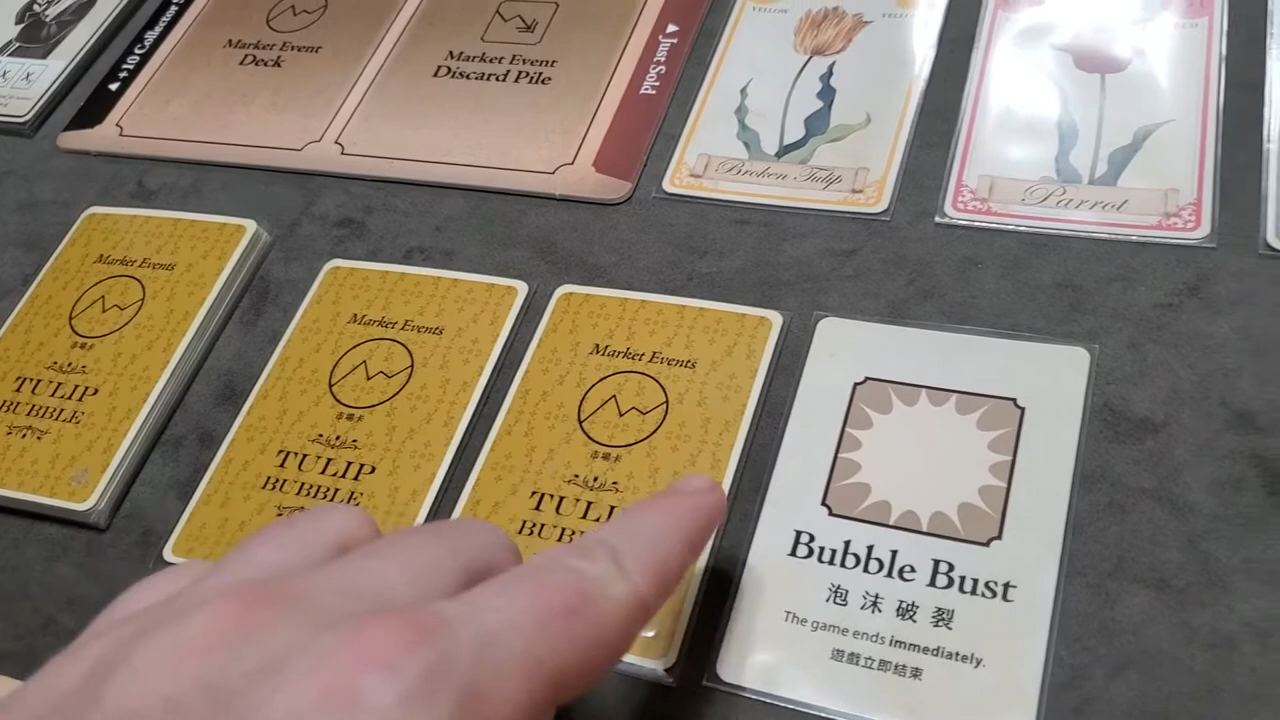 ▲ +10 Collector
Market Event
Deck
Market Event
Discard Pile
▲ Just Sold
YELLOW
Broken Tulip
Parrot
Market Events
市場卡
TULIP
BUBBLE
Market Events
市場卡
TULIP
BUBBLE
Market Events
市場卡
Bubble Bust
泡沫破裂
The game ends immediately.
遊戲立即結束